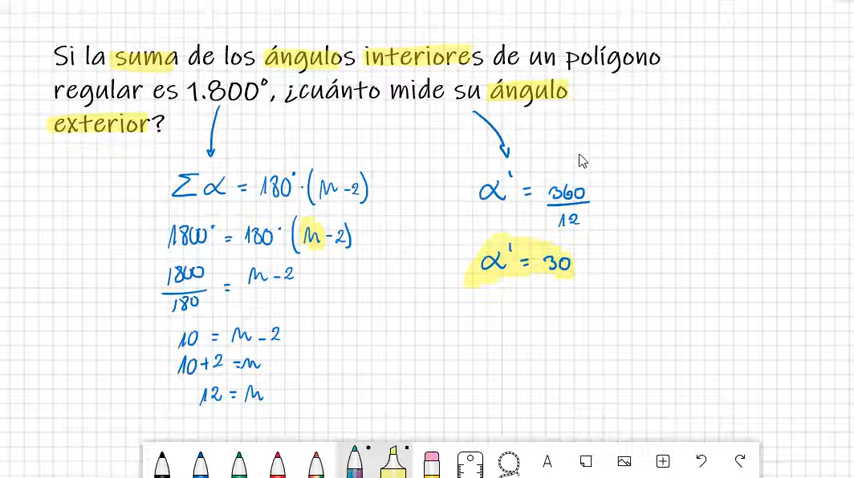 Si la suma de los ángulos interiores de un polígono
regular es 1.800°, ¿cuánto mide su ángulo
exterior?
Σα = 180°·(n-2)
1800° = 180°(n-2)
1800/180 = n-2
10 = n-2
10+2 = n
12 = n
α' = 360/12
α' = 30
A